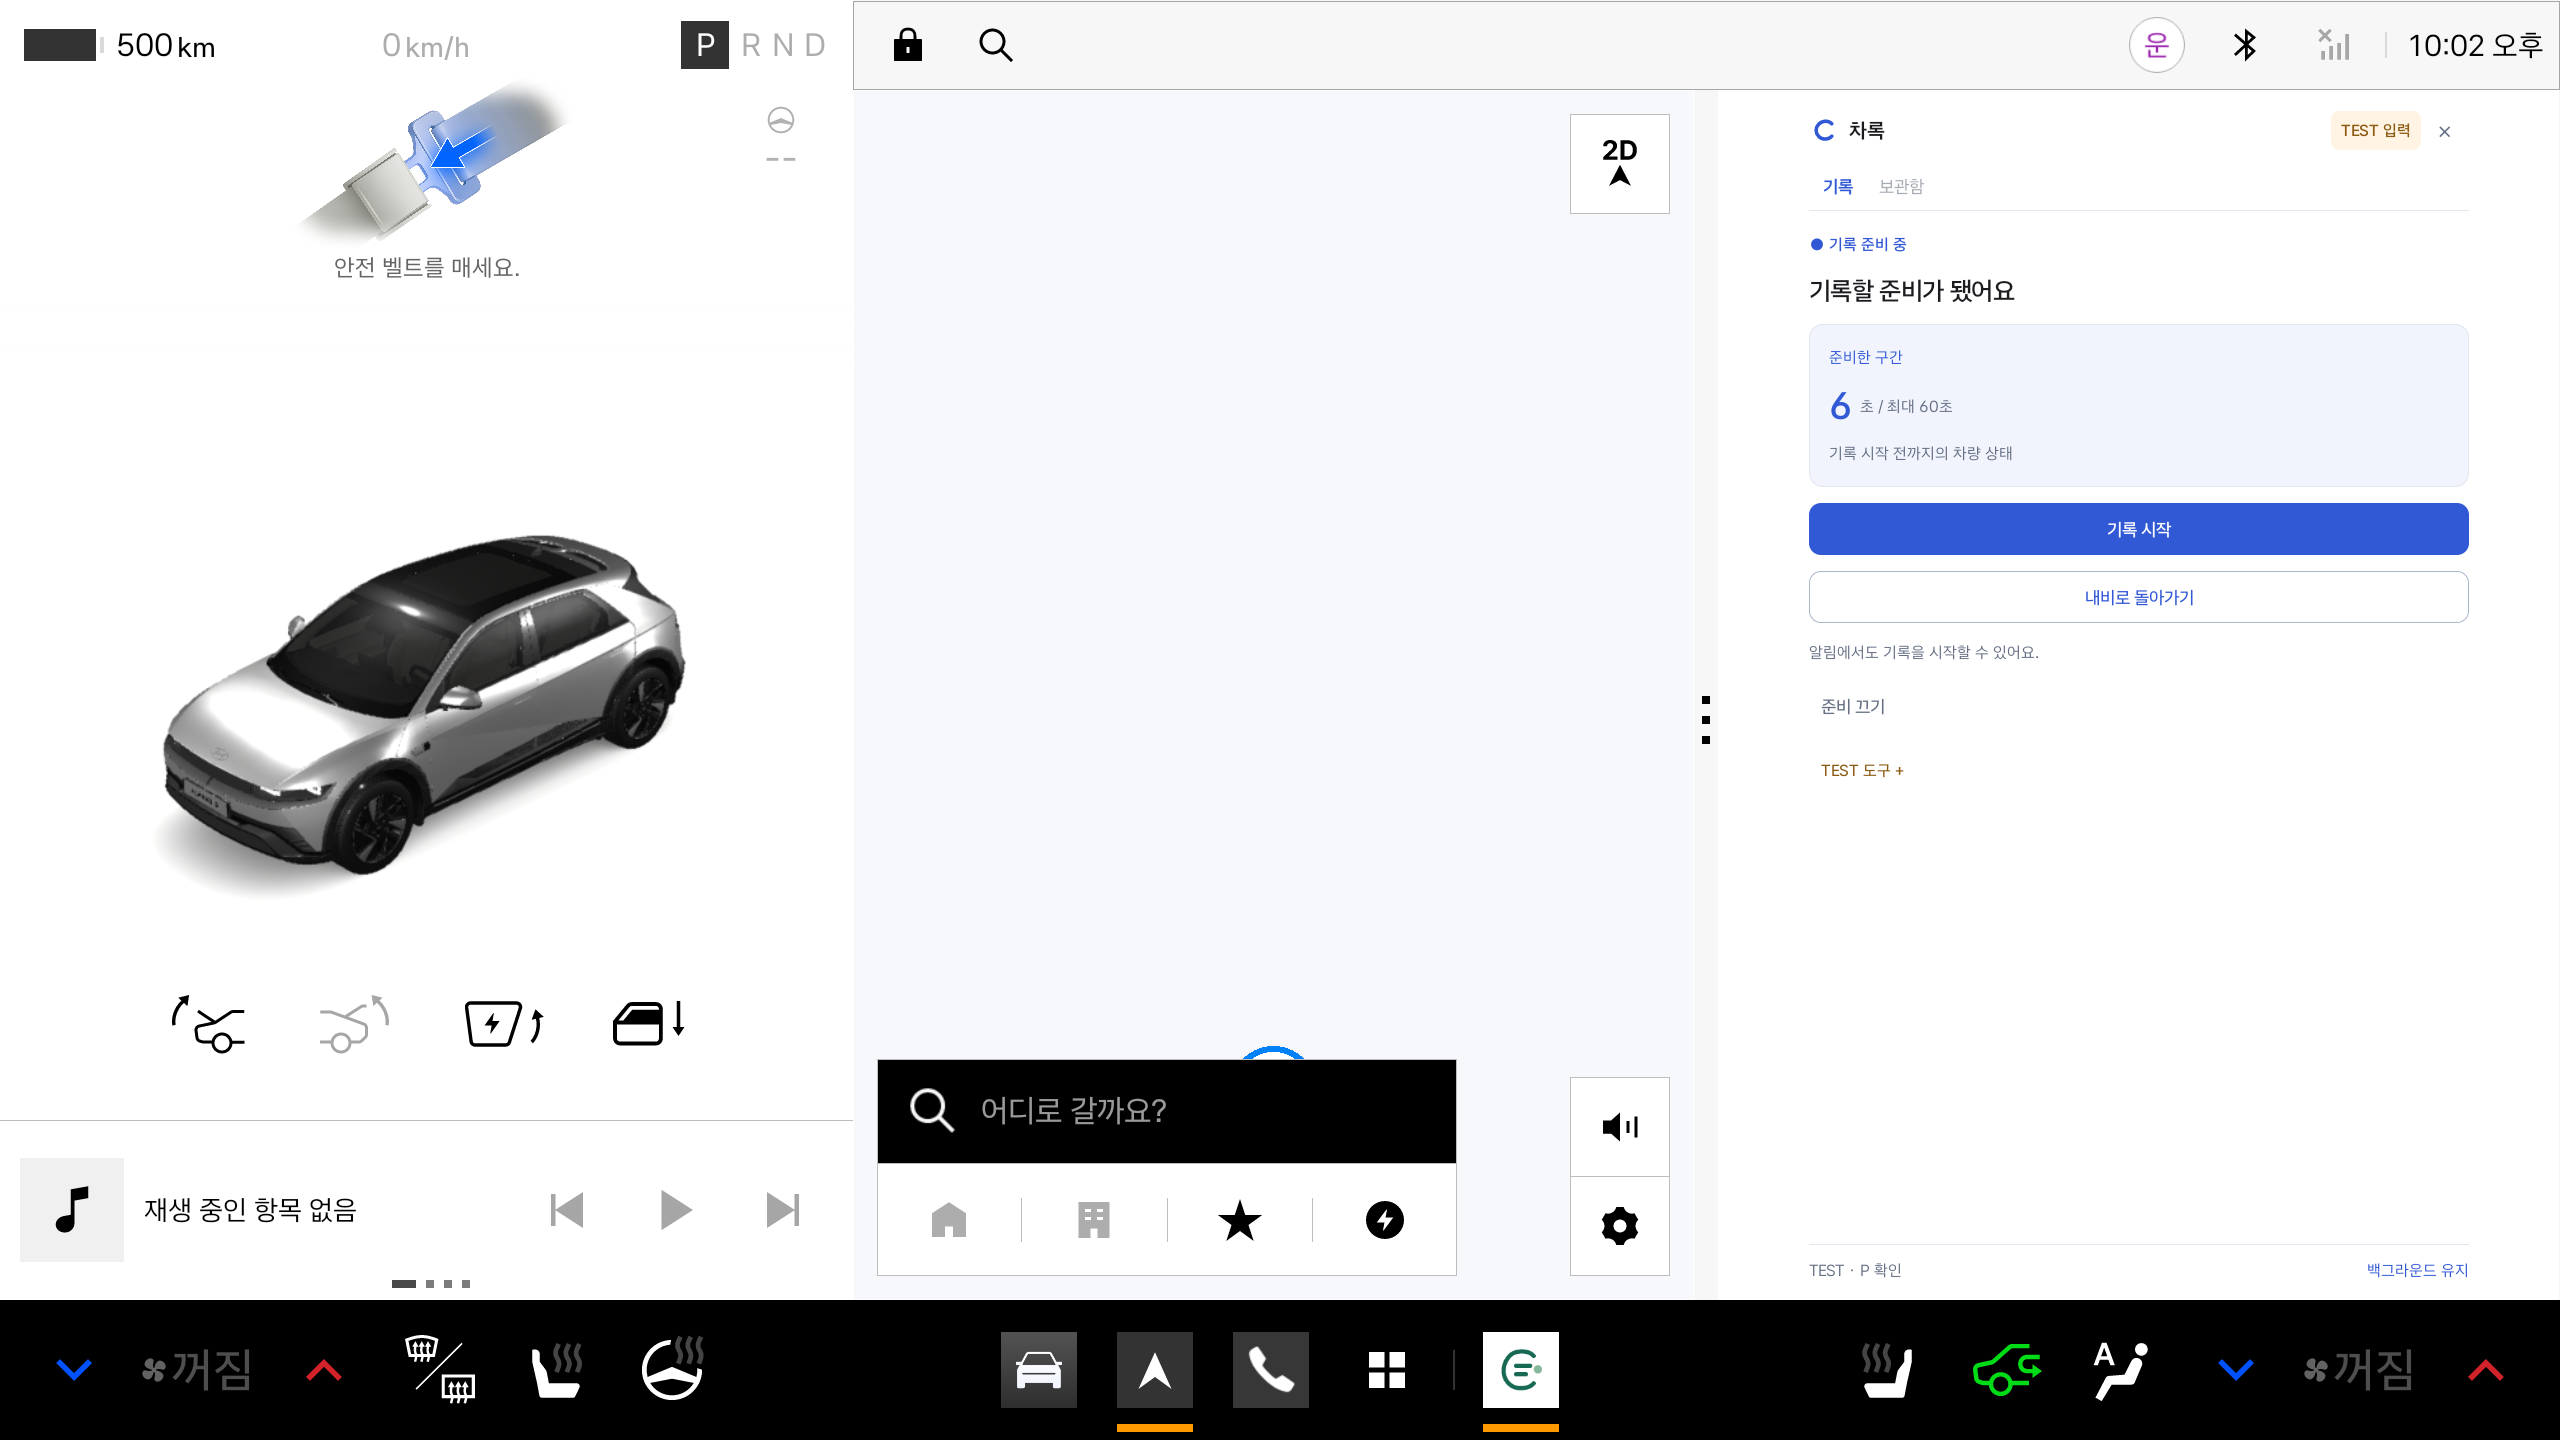 500 km
0 km/h
P R N D
운
10:02 오후
안전 벨트를 매세요.
2D
차록
TEST 입력
기록
보관함
기록 준비 중
기록할 준비가 됐어요
준비한 구간
6 초 / 최대 60초
기록 시작 전까지의 차량 상태
기록 시작
내비로 돌아가기
알림에서도 기록을 시작할 수 있어요.
준비 끄기
TEST 도구 +
어디로 갈까요?
재생 중인 항목 없음
TEST · P 확인
백그라운드 유지
꺼짐
A
꺼짐